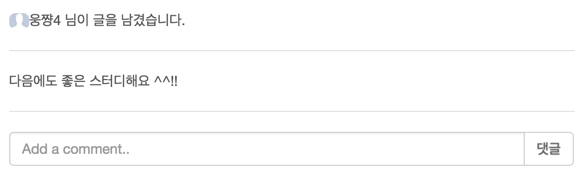 웅쨩4 님이 글을 남겼습니다.
다음에도 좋은 스터디해요 ^^!!
Add a comment..
댓글